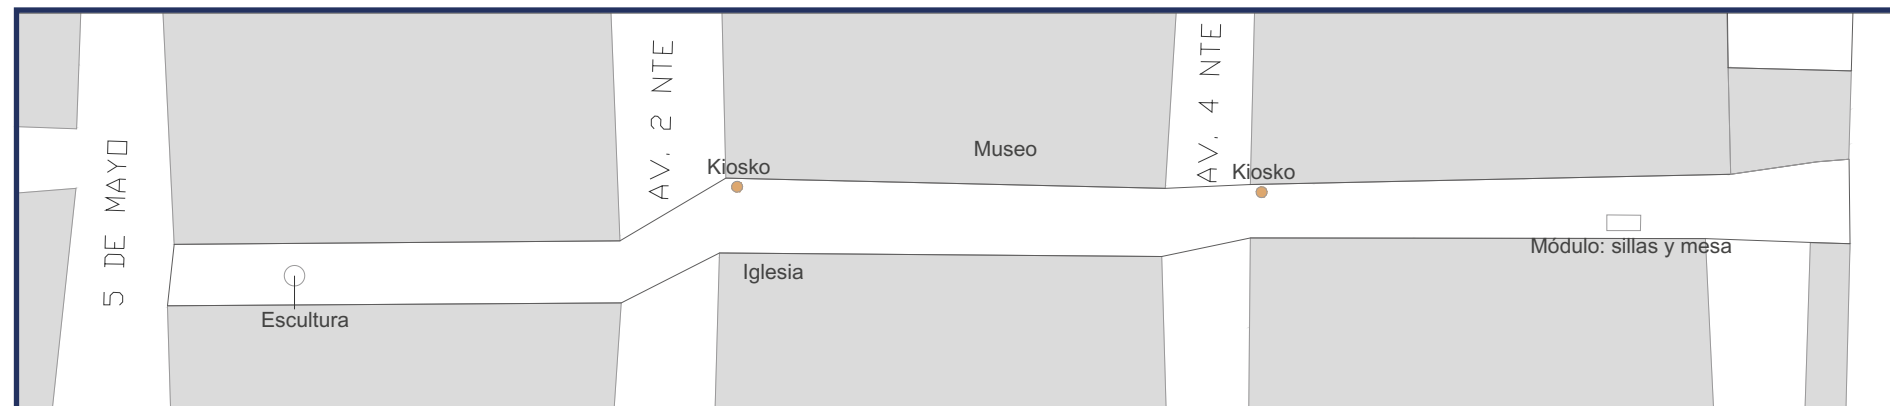 5 DE MAYO
AV. 2 NTE
AV. 4 NTE
Museo
Kiosko
Kiosko
Módulo: sillas y mesa
Iglesia
Escultura